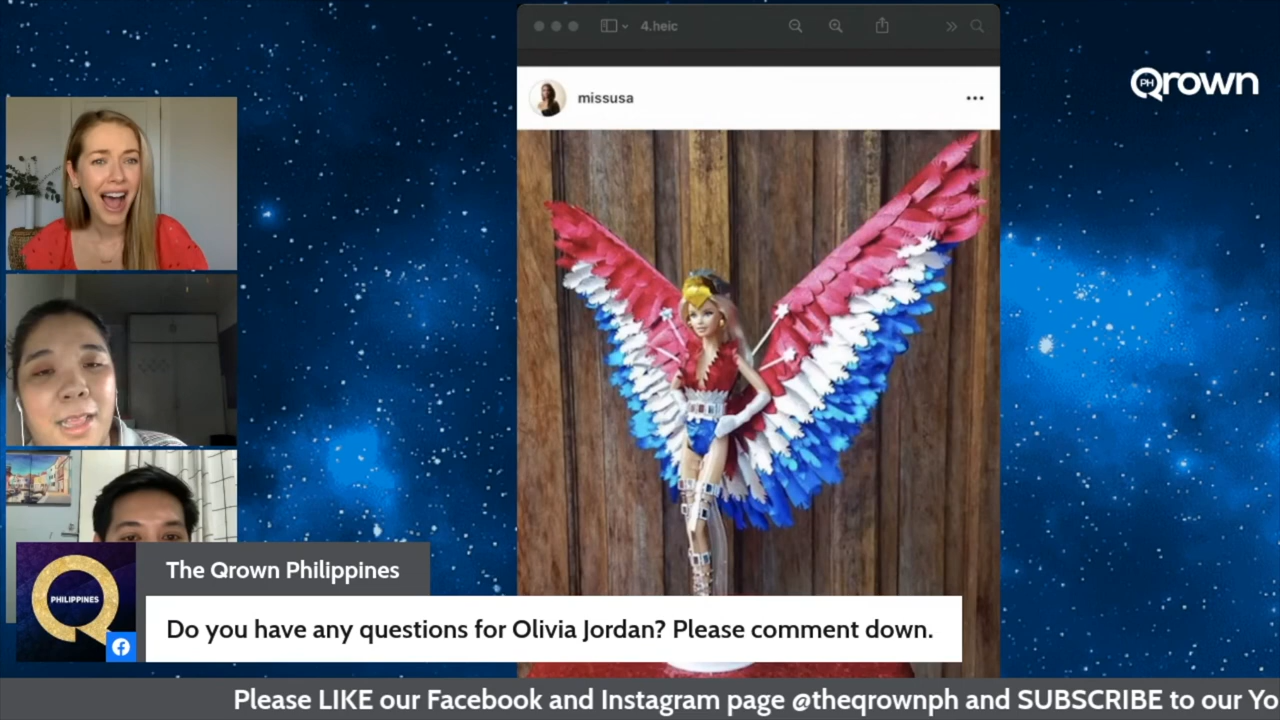 4.heic
missusa
PH
Qrown
PHILIPPINES
The Qrown Philippines
Do you have any questions for Olivia Jordan? Please comment down.
Please LIKE our Facebook and Instagram page @theqrownph and SUBSCRIBE to our Yo